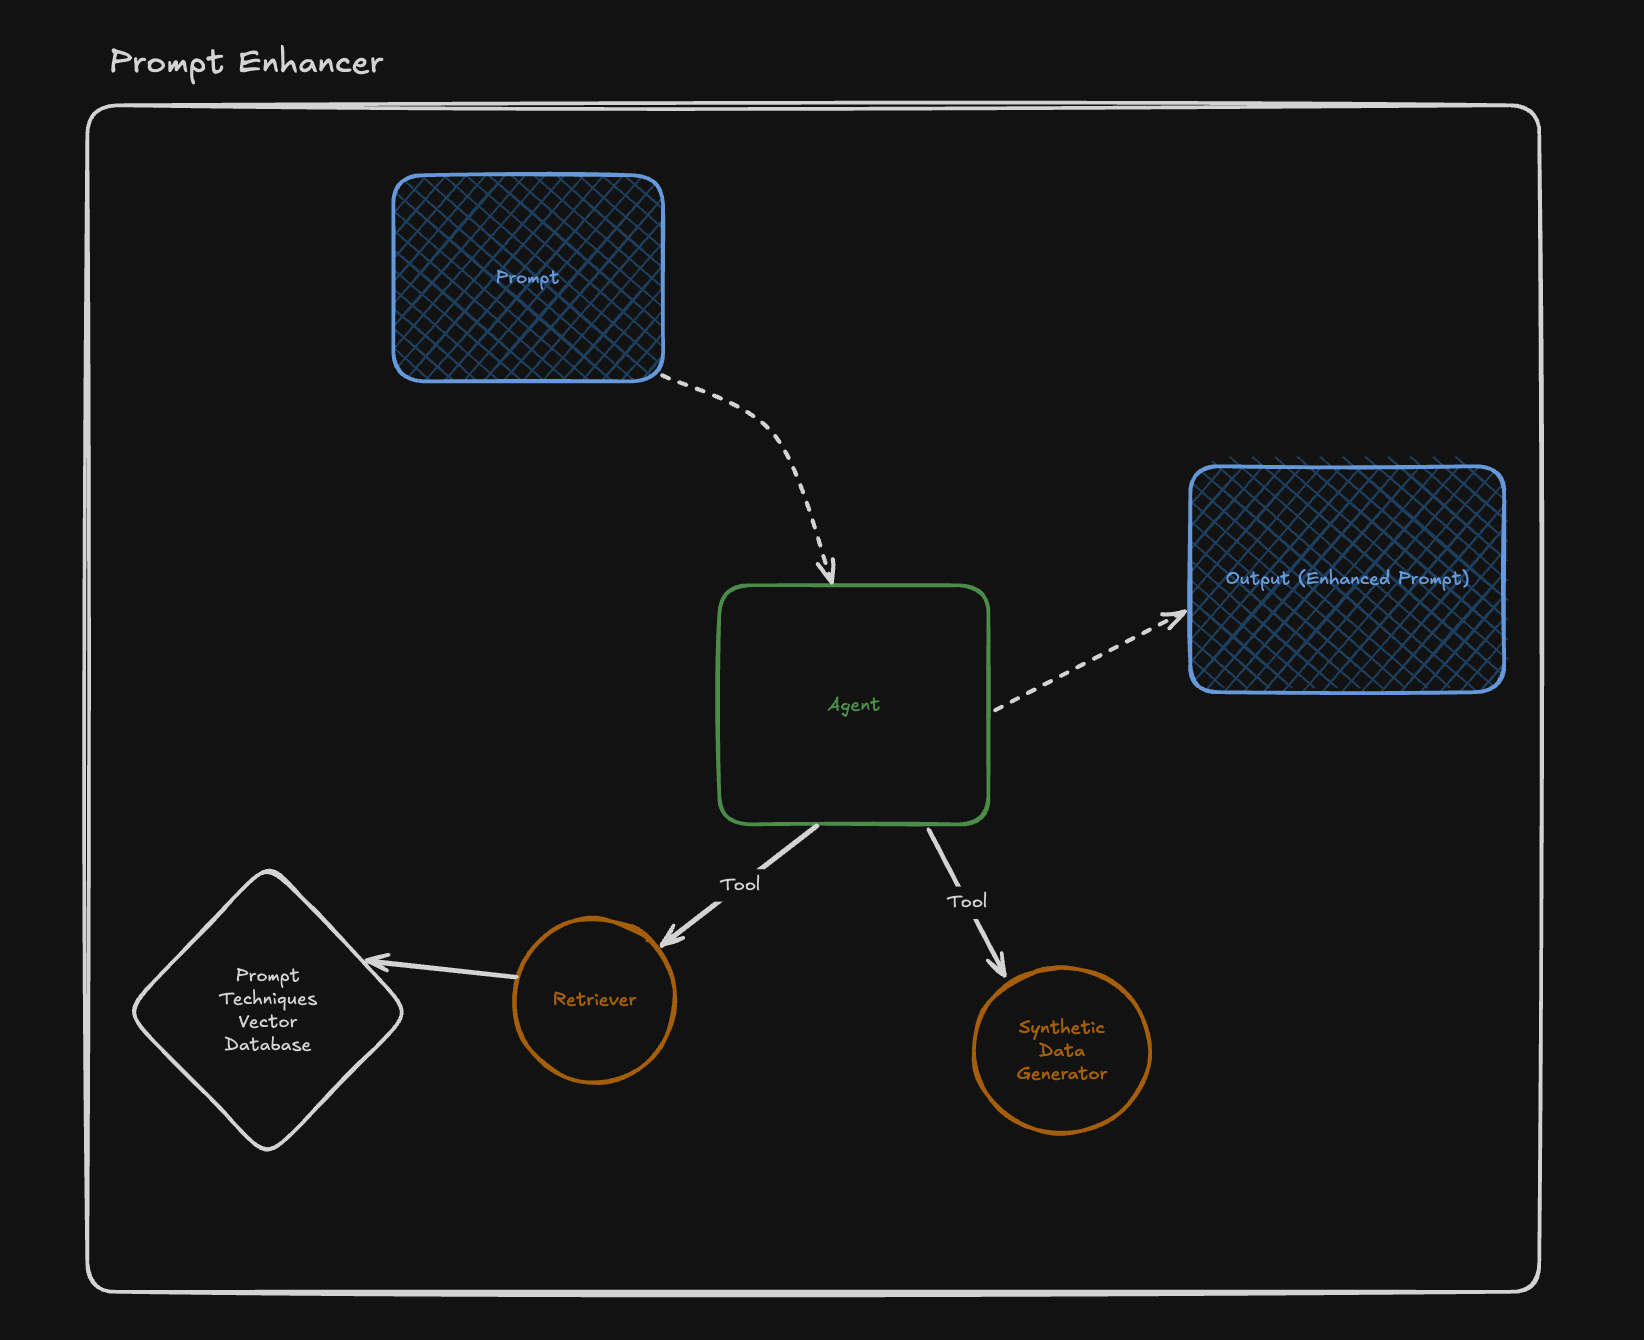 Prompt Enhancer
Prompt
Output (Enhanced Prompt)
Agent
Tool
Tool
Prompt
Techniques
Vector
Database
Retriever
Synthetic
Data
Generator